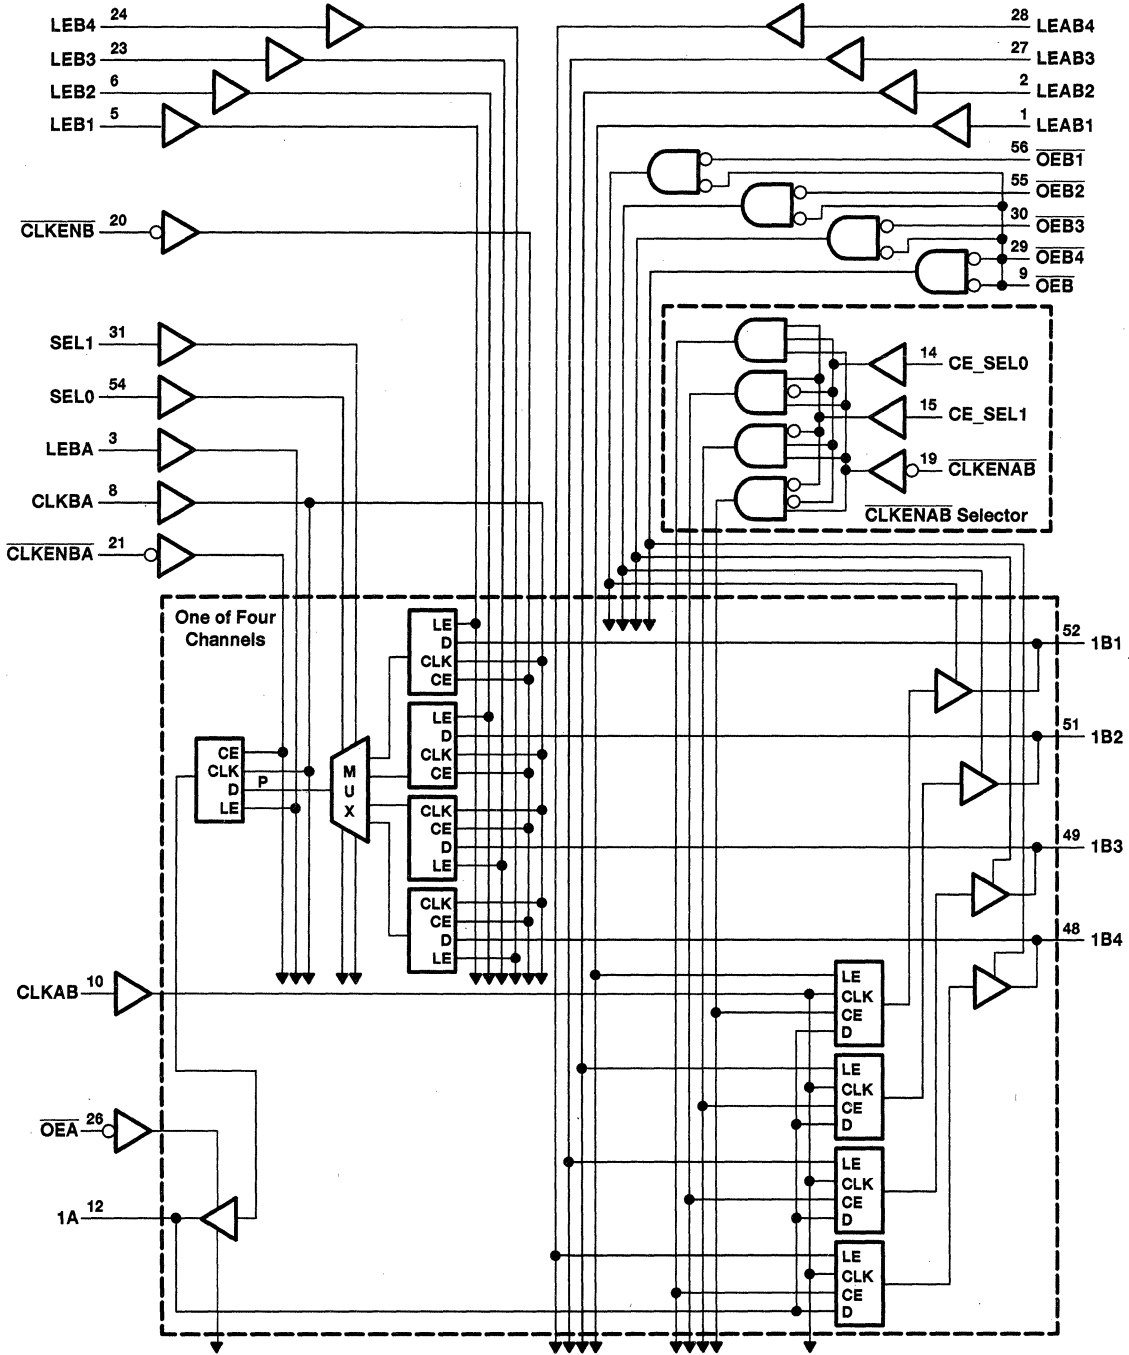 LEB4 24
LEB3 23
LEB2 6
LEB1 5
CLKENB 20
SEL1 31
SEL0 54
LEBA 3
CLKBA 8
CLKENBA 21
28 LEAB4
27 LEAB3
2 LEAB2
1 LEAB1
56 OEB1
55 OEB2
30 OEB3
29 OEB4
9 OEB
14 CE_SEL0
15 CE_SEL1
19 CLKENAB
CLKENAB Selector
One of Four
Channels
LE
D
CLK
CE
52 1B1
LE
D
CLK
CE
51 1B2
CE
CLK
D
LE
P
M
U
X
CLK
CE
D
LE
49 1B3
CLK
CE
D
LE
48 1B4
CLKAB 10
LE
CLK
CE
D
LE
CLK
CE
D
OEA 26
LE
CLK
CE
D
1A 12
LE
CLK
CE
D